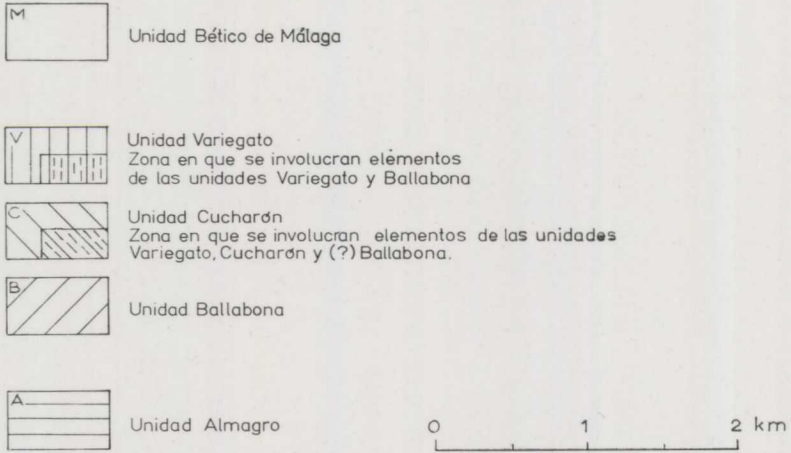 M
Unidad Bético de Málaga
V
Unidad Variegato
Zona en que se involucran elementos
de las unidades Variegato y Ballabona
C
Unidad Cucharón
Zona en que se involucran elementos de las unidades
Variegato, Cucharón y (?) Ballabona.
B
Unidad Ballabona
A
Unidad Almagro
0 1 2 km